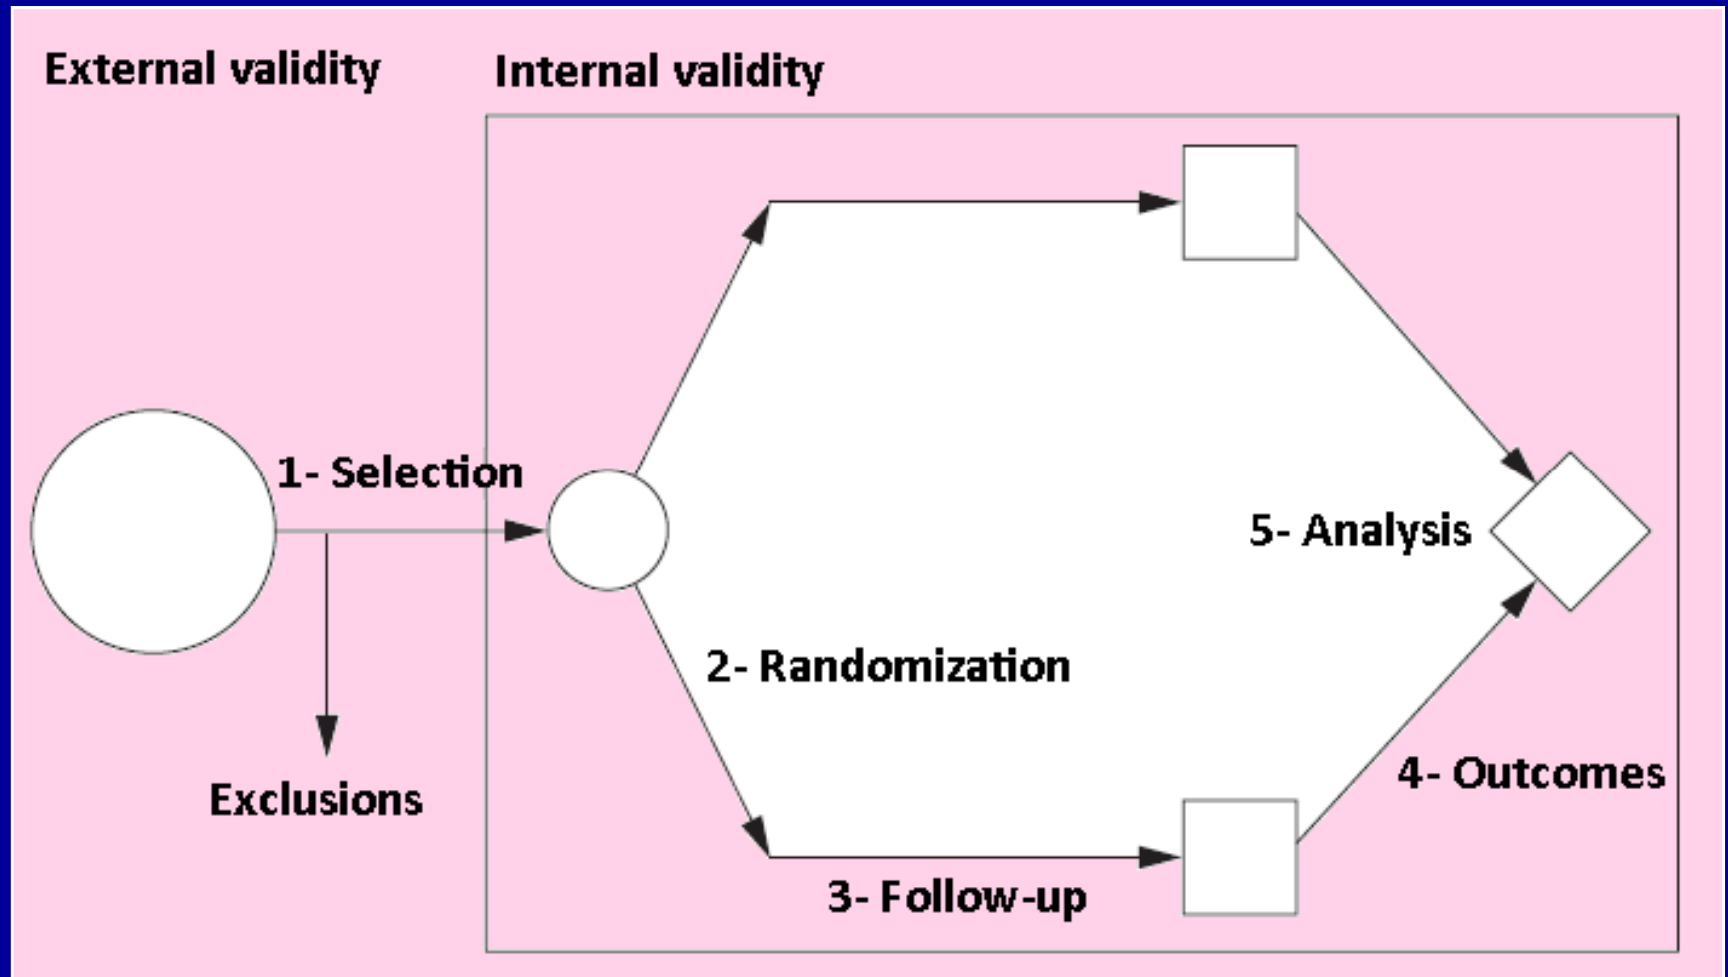 External validity
Internal validity
1- Selection
Exclusions
2- Randomization
3- Follow-up
4- Outcomes
5- Analysis